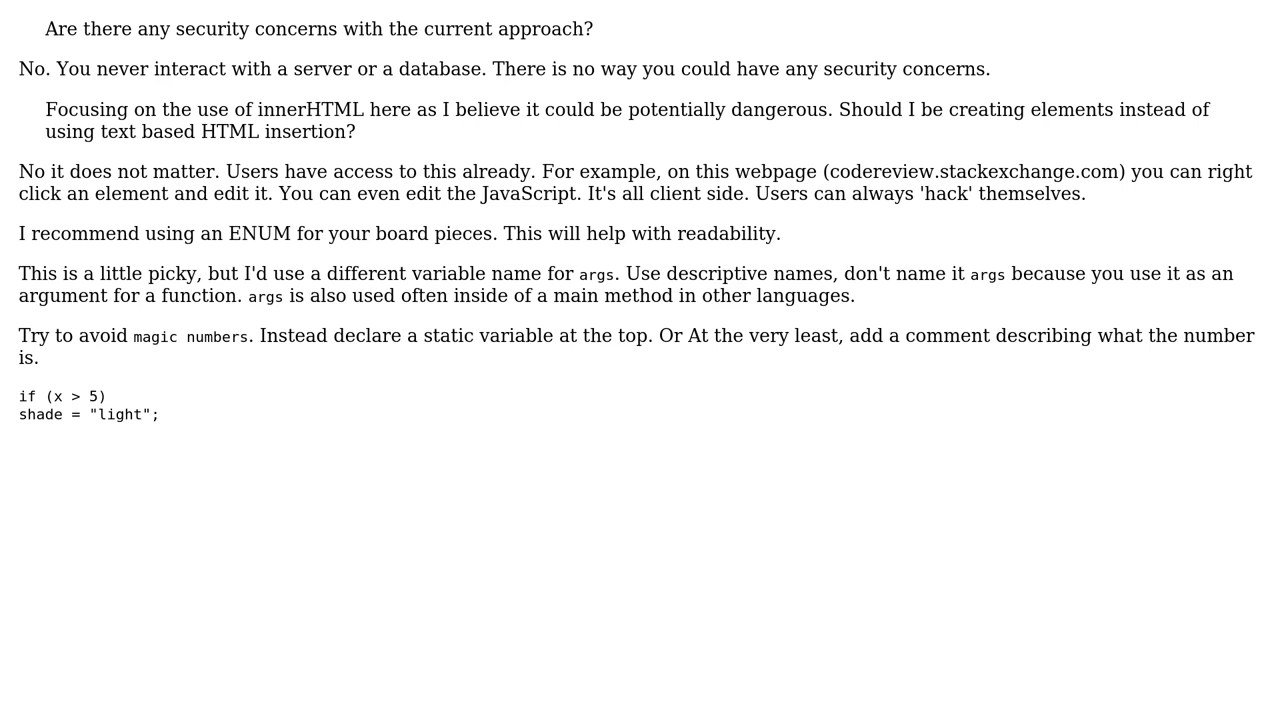 Are there any security concerns with the current approach?
No. You never interact with a server or a database. There is no way you could have any security concerns.
Focusing on the use of innerHTML here as I believe it could be potentially dangerous. Should I be creating elements instead of
using text based HTML insertion?
No it does not matter. Users have access to this already. For example, on this webpage (codereview.stackexchange.com) you can right
click an element and edit it. You can even edit the JavaScript. It's all client side. Users can always 'hack' themselves.
I recommend using an ENUM for your board pieces. This will help with readability.
This is a little picky, but I'd use a different variable name for args. Use descriptive names, don't name it args because you use it as an
argument for a function. args is also used often inside of a main method in other languages.
Try to avoid magic numbers. Instead declare a static variable at the top. Or At the very least, add a comment describing what the number
is.
if (x > 5)
shade = "light";